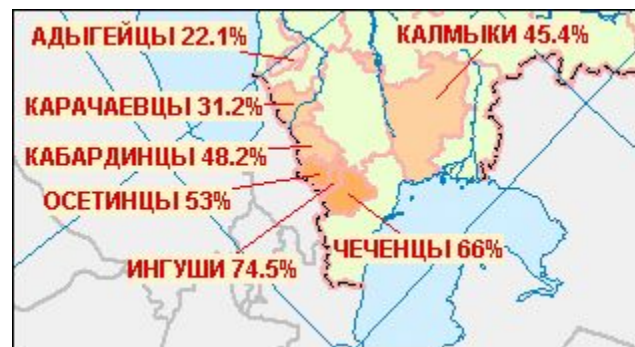 АДЫГЕЙЦЫ 22.1%
КАЛМЫКИ 45.4%
КАРАЧАЕВЦЫ 31.2%
КАБАРДИНЦЫ 48.2%
ОСЕТИНЦЫ 53%
ЧЕЧЕНЦЫ 66%
ИНГУШИ 74.5%